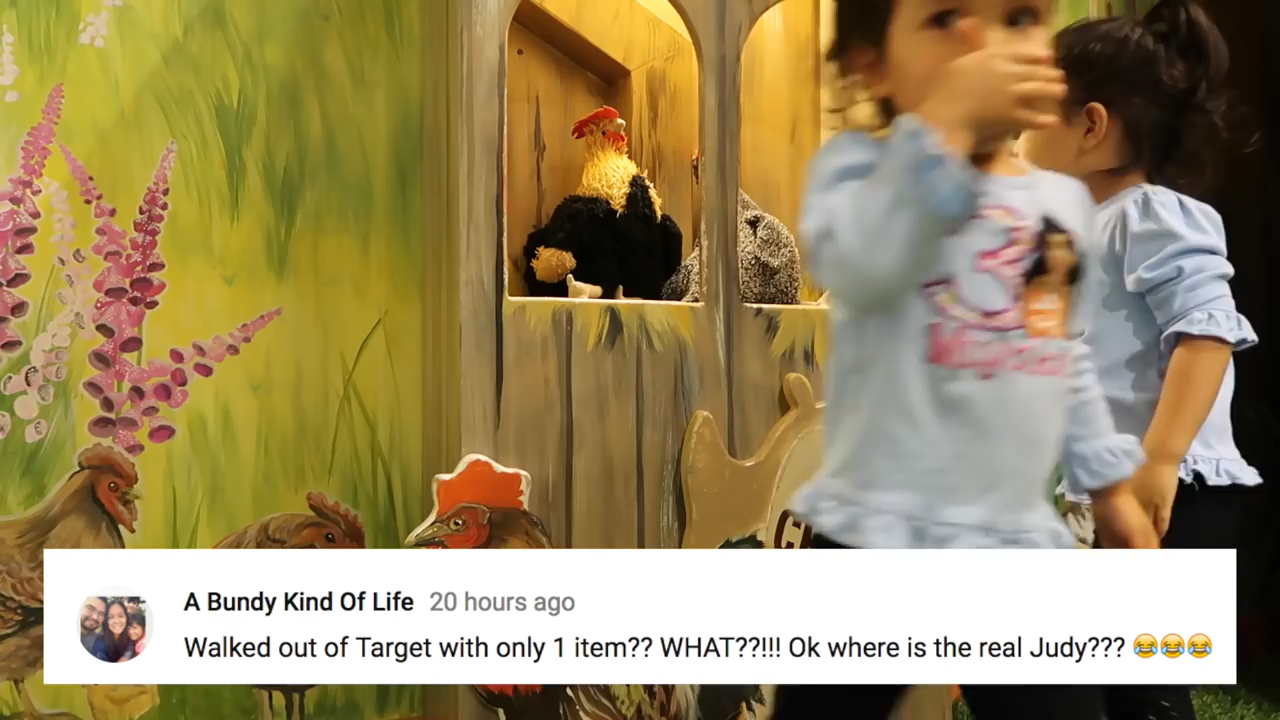 A Bundy Kind Of Life 20 hours ago
Walked out of Target with only 1 item?? WHAT??!!! Ok where is the real Judy??? 😂😂😂